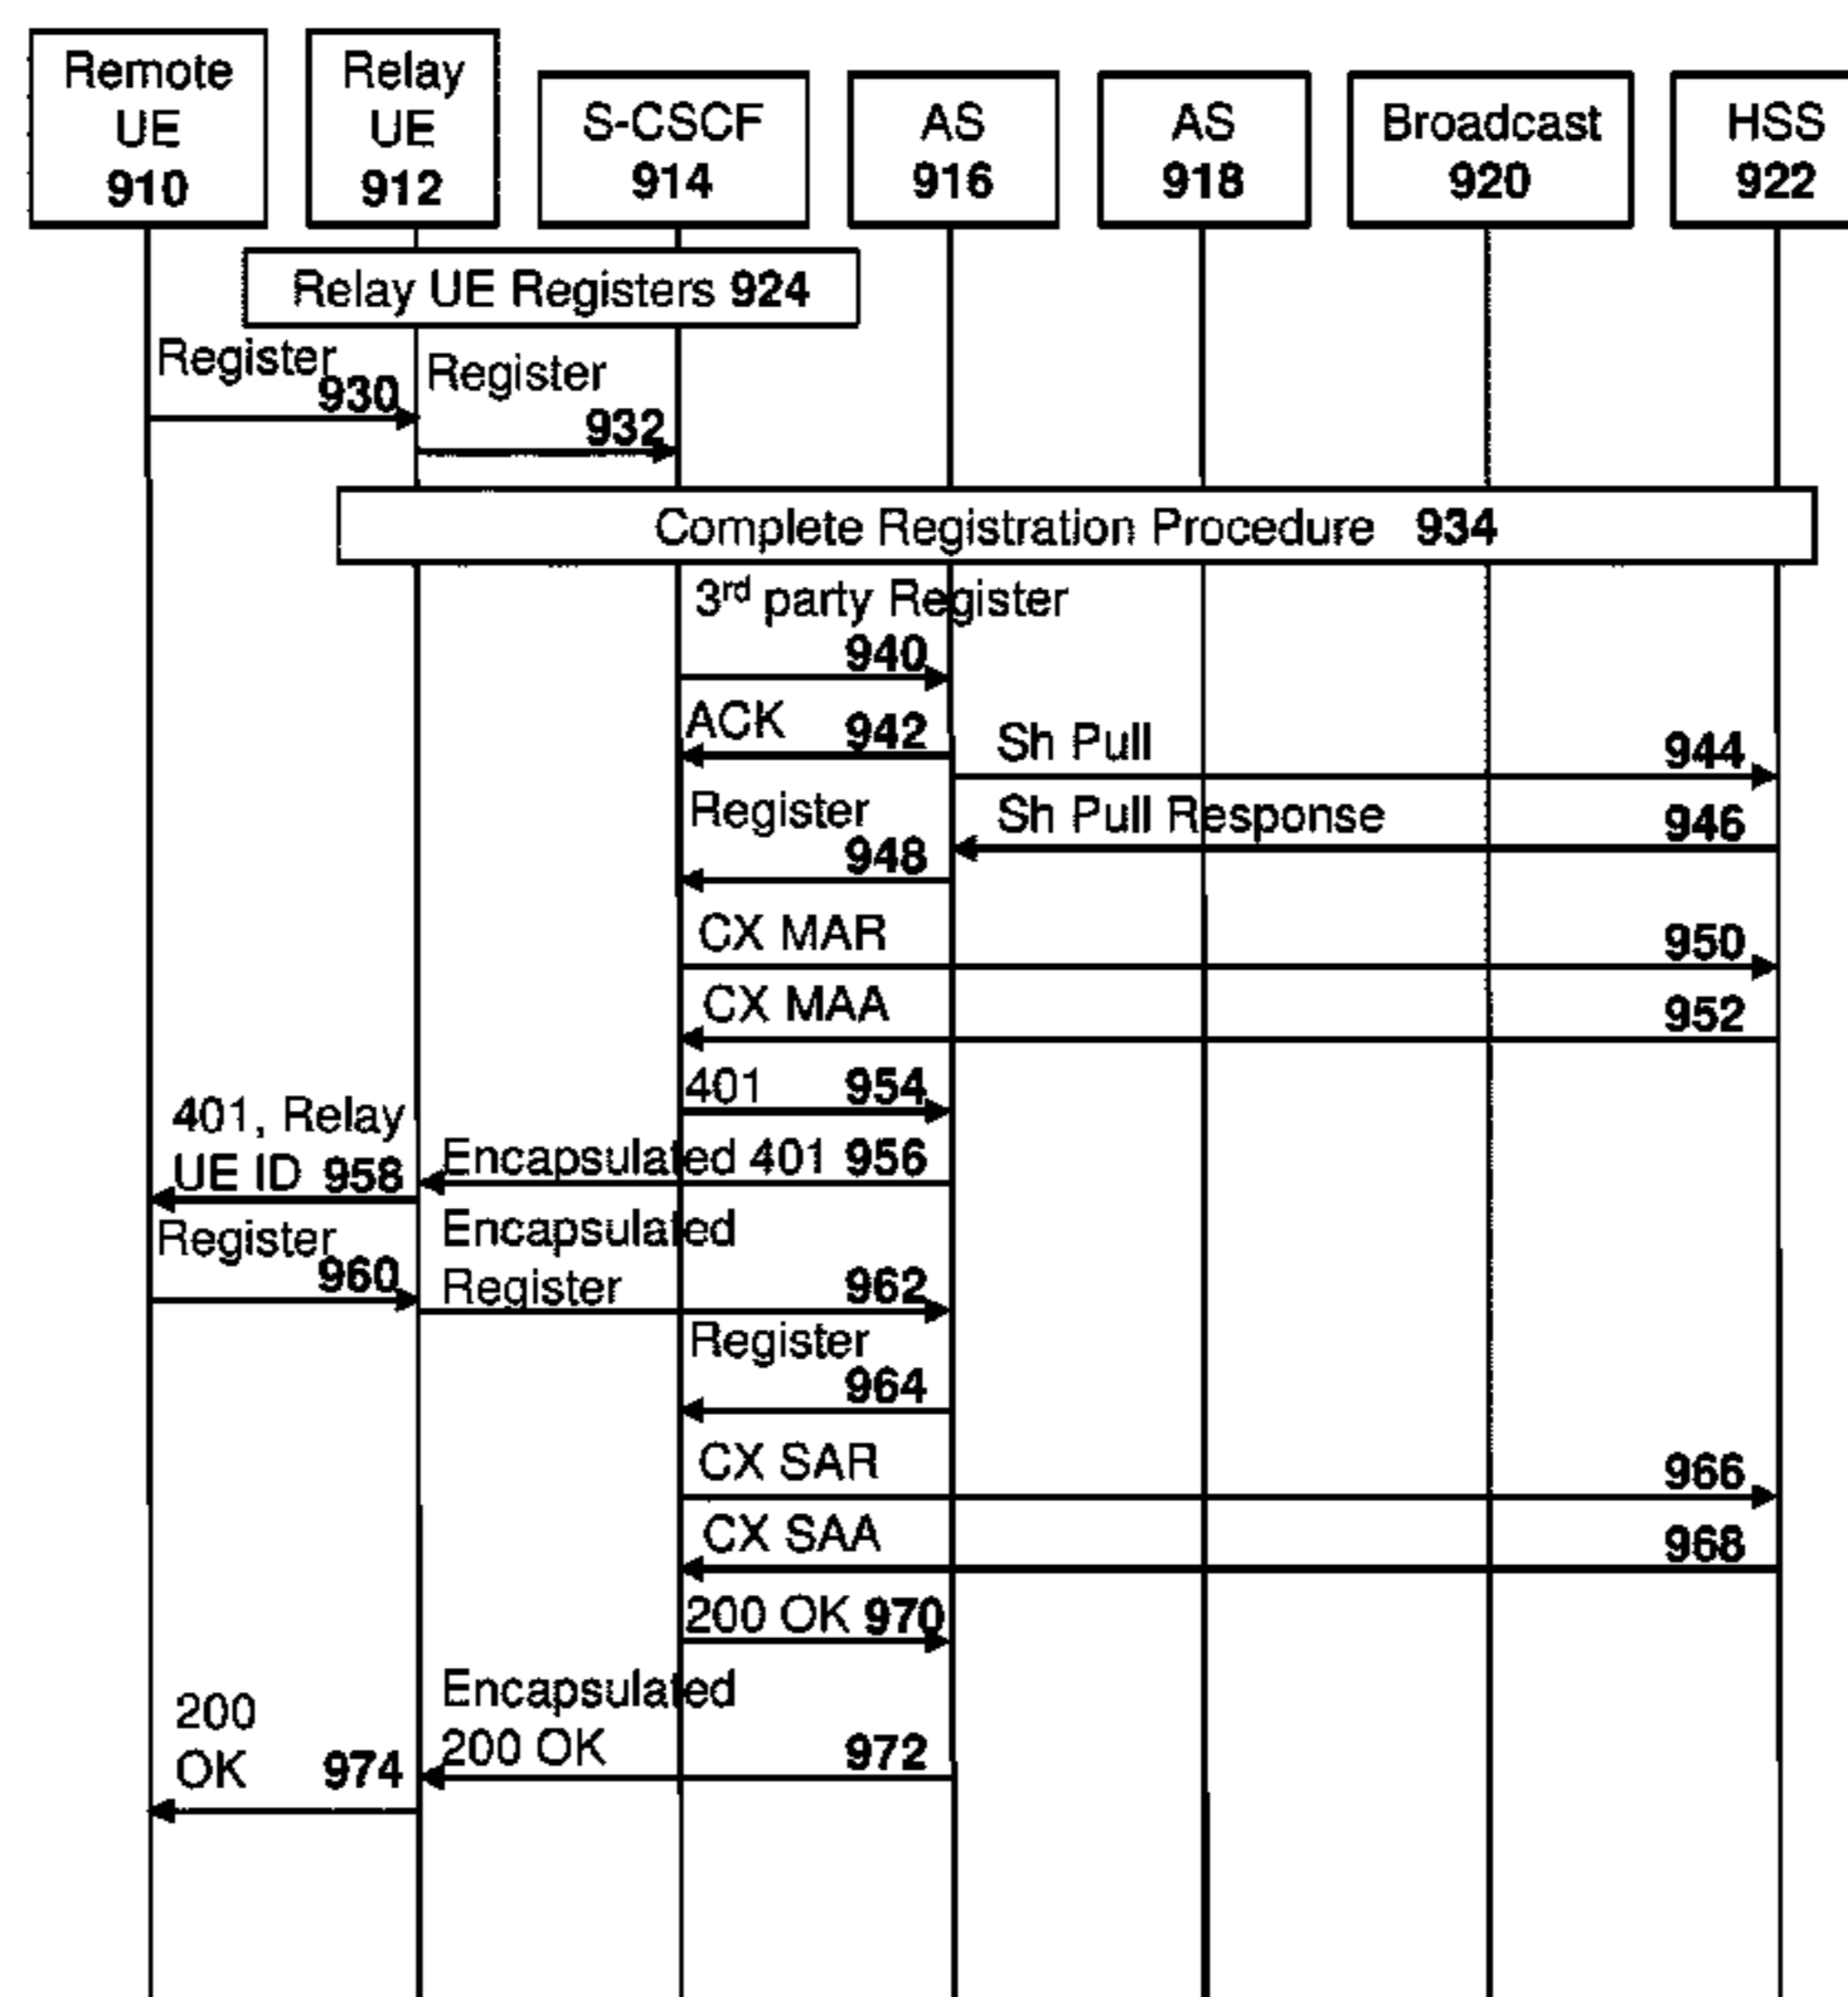 Remote
UE
910
Relay
UE
912
S-CSCF
914
AS
916
AS
918
Broadcast
920
HSS
922
Relay UE Registers 924
Register
930
Register
932
Complete Registration Procedure 934
3rd party Register
940
ACK 942
Sh Pull 944
Sh Pull Response 946
Register
948
CX MAR 950
CX MAA 952
401 954
Encapsulated 401 956
401, Relay
UE ID 958
Register
960
Encapsulated
Register 962
Register
964
CX SAR 966
CX SAA 968
200 OK 970
Encapsulated
200 OK 972
200
OK 974